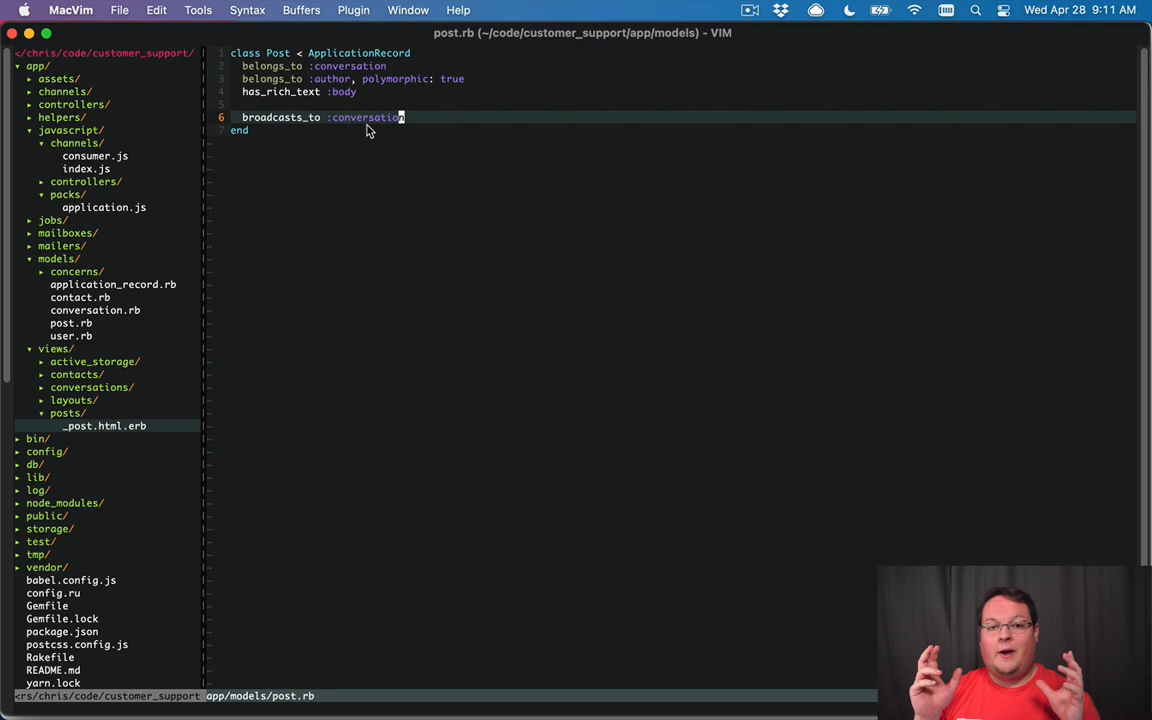 MacVim File Edit Tools Syntax Buffers Plugin Window Help Wed Apr 28 9:11 AM
post.rb (~/code/customer_support/app/models) - VIM
</chris/code/customer_support/
▾ app/
▸ assets/
▸ channels/
▸ controllers/
▸ helpers/
▾ javascript/
▾ channels/
consumer.js
index.js
▸ controllers/
▾ packs/
application.js
▸ jobs/
▸ mailboxes/
▸ mailers/
▾ models/
▸ concerns/
application_record.rb
contact.rb
conversation.rb
post.rb
user.rb
▾ views/
▸ active_storage/
▸ contacts/
▸ conversations/
▸ layouts/
▾ posts/
_post.html.erb
▸ bin/
▸ config/
▸ db/
▸ lib/
▸ log/
▸ node_modules/
▸ public/
▸ storage/
▸ test/
▸ tmp/
▸ vendor/
babel.config.js
config.ru
Gemfile
Gemfile.lock
package.json
postcss.config.js
Rakefile
README.md
yarn.lock
<rs/chris/code/customer_support
1 class Post < ApplicationRecord
2 belongs_to :conversation
3 belongs_to :author, polymorphic: true
4 has_rich_text :body
5
6 broadcasts_to :conversation
7 end
app/models/post.rb